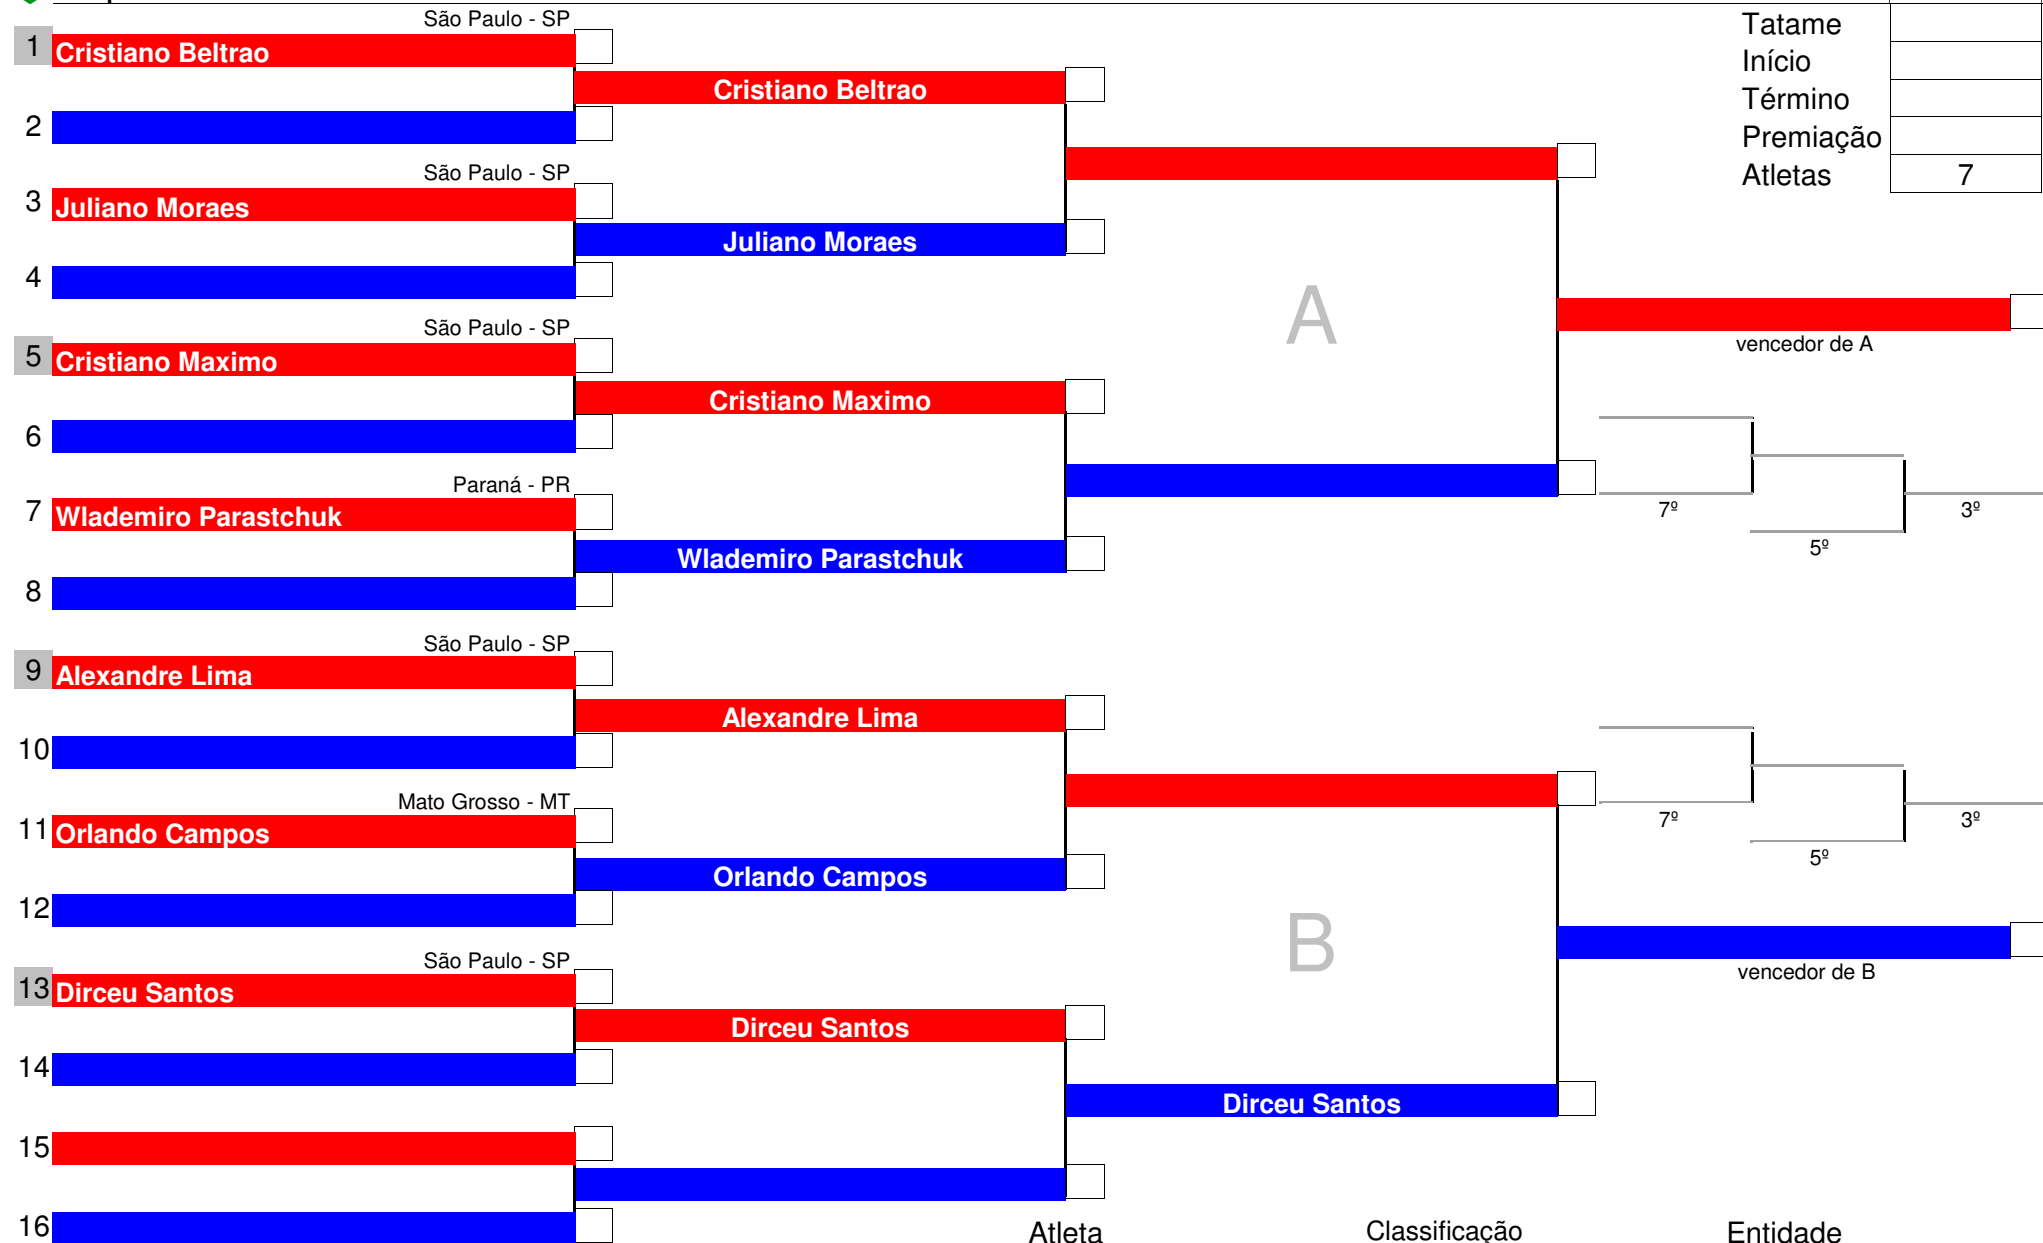 São Paulo - SP
1 Cristiano Beltrao
Cristiano Beltrao
2
São Paulo - SP
3 Juliano Moraes
Juliano Moraes
4
São Paulo - SP
5 Cristiano Maximo
Cristiano Maximo
6
Paraná - PR
7 Wlademiro Parastchuk
Wlademiro Parastchuk
8
A
São Paulo - SP
9 Alexandre Lima
Alexandre Lima
10
Mato Grosso - MT
11 Orlando Campos
Orlando Campos
12
São Paulo - SP
13 Dirceu Santos
Dirceu Santos
14
Dirceu Santos
15
16
B
Tatame
Início
Término
Premiação
Atletas 7
vencedor de A
7º
3º
5º
7º
3º
5º
vencedor de B
Atleta Classificação Entidade